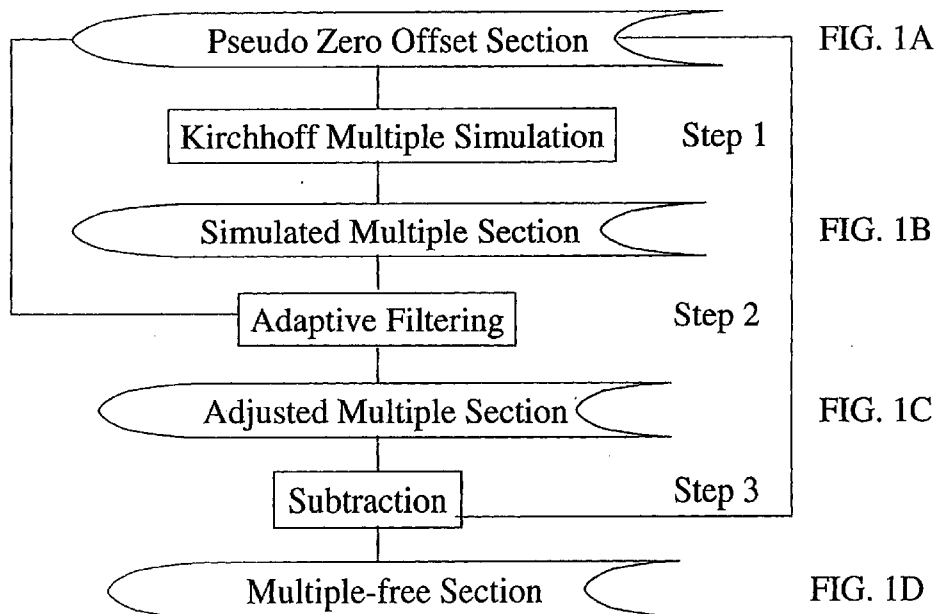 Pseudo Zero Offset Section FIG. 1A
Kirchhoff Multiple Simulation Step 1
Simulated Multiple Section FIG. 1B
Adaptive Filtering Step 2
Adjusted Multiple Section FIG. 1C
Subtraction Step 3
Multiple-free Section FIG. 1D